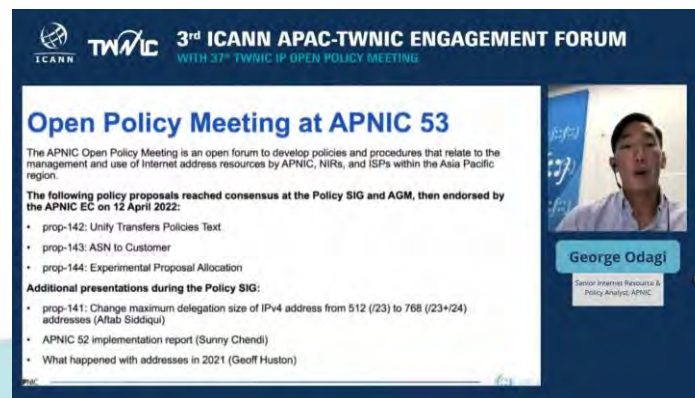 ICANN
TWNIC
3rd ICANN APAC-TWNIC ENGAGEMENT FORUM
WITH 37th TWNIC IP OPEN POLICY MEETING
Open Policy Meeting at APNIC 53
The APNIC Open Policy Meeting is an open forum to develop policies and procedures that relate to the
management and use of Internet address resources by APNIC, NIRs, and ISPs within the Asia Pacific
region.
The following policy proposals reached consensus at the Policy SIG and AGM, then endorsed by
the APNIC EC on 12 April 2022:
• prop-142: Unify Transfers Policies Text
• prop-143: ASN to Customer
• prop-144: Experimental Proposal Allocation
Additional presentations during the Policy SIG:
• prop-141: Change maximum delegation size of IPv4 address from 512 (/23) to 768 (/23+/24)
addresses (Aftab Siddiqui)
• APNIC 52 implementation report (Sunny Chendi)
• What happened with addresses in 2021 (Geoff Huston)
George Odagi
Senior Internet Resource &
Policy Analyst, APNIC